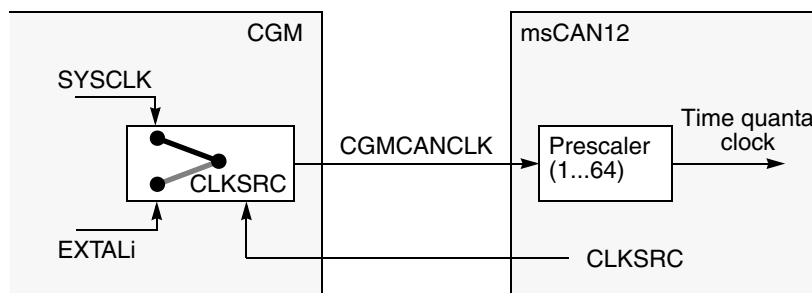 CGM
msCAN12
SYSCLK
CGMCANCLK
Prescaler
(1...64)
Time quanta
clock
CLKSRC
EXTALi
CLKSRC